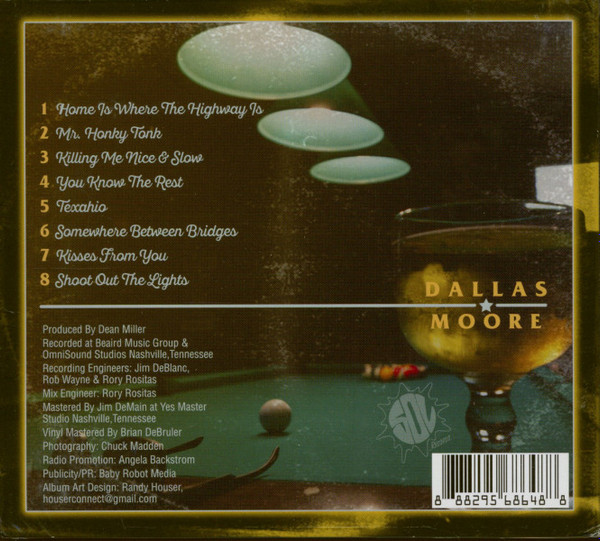 1 Home Is Where The Highway Is
2 Mr. Honky Tonk
3 Killing Me Nice & Slow
4 You Know The Rest
5 Texahio
6 Somewhere Between Bridges
7 Kisses From You
8 Shoot Out The Lights
DALLAS
MOORE
Produced By Dean Miller
Recorded at Beaird Music Group &
OmniSound Studios Nashville,Tennessee
Recording Engineers: Jim DeBlanc,
Rob Wayne & Rory Rositas
Mix Engineer: Rory Rositas
Mastered By Jim DeMain at Yes Master
Studio Nashville,Tennessee
Vinyl Mastered By Brian DeBruler
Photography: Chuck Madden
Radio Promotion: Angela Backstrom
Publicity/PR: Baby Robot Media
Album Art Design: Randy Houser,
houserconnect@gmail.com
SOL
8 88295 68648 8